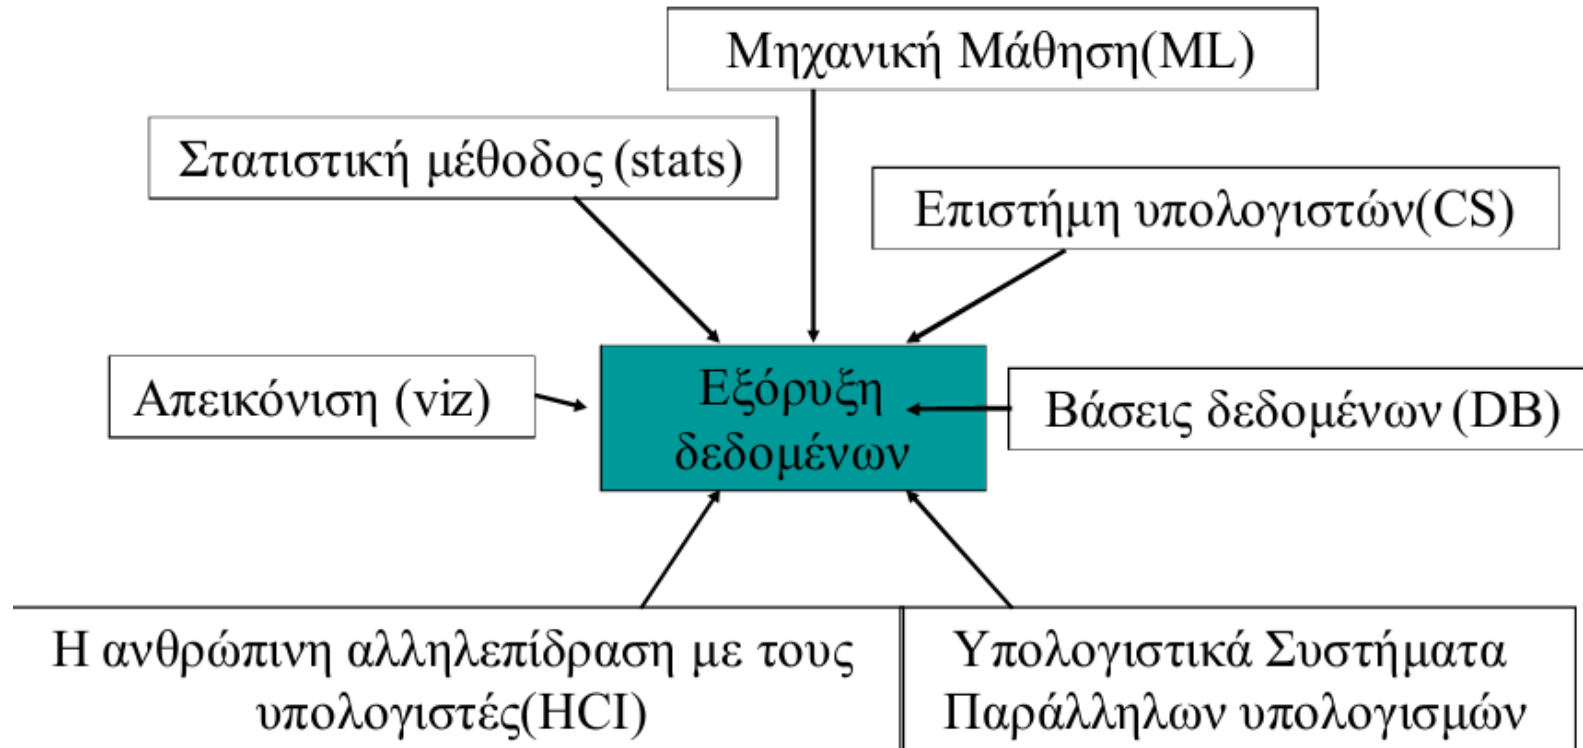 Μηχανική Μάθηση(ML)
Στατιστική μέθοδος (stats)
Επιστήμη υπολογιστών(CS)
Απεικόνιση (viz)
Εξόρυξη
δεδομένων
Βάσεις δεδομένων (DB)
Η ανθρώπινη αλληλεπίδραση με τους
υπολογιστές(HCI)
Υπολογιστικά Συστήματα
Παράλληλων υπολογισμών